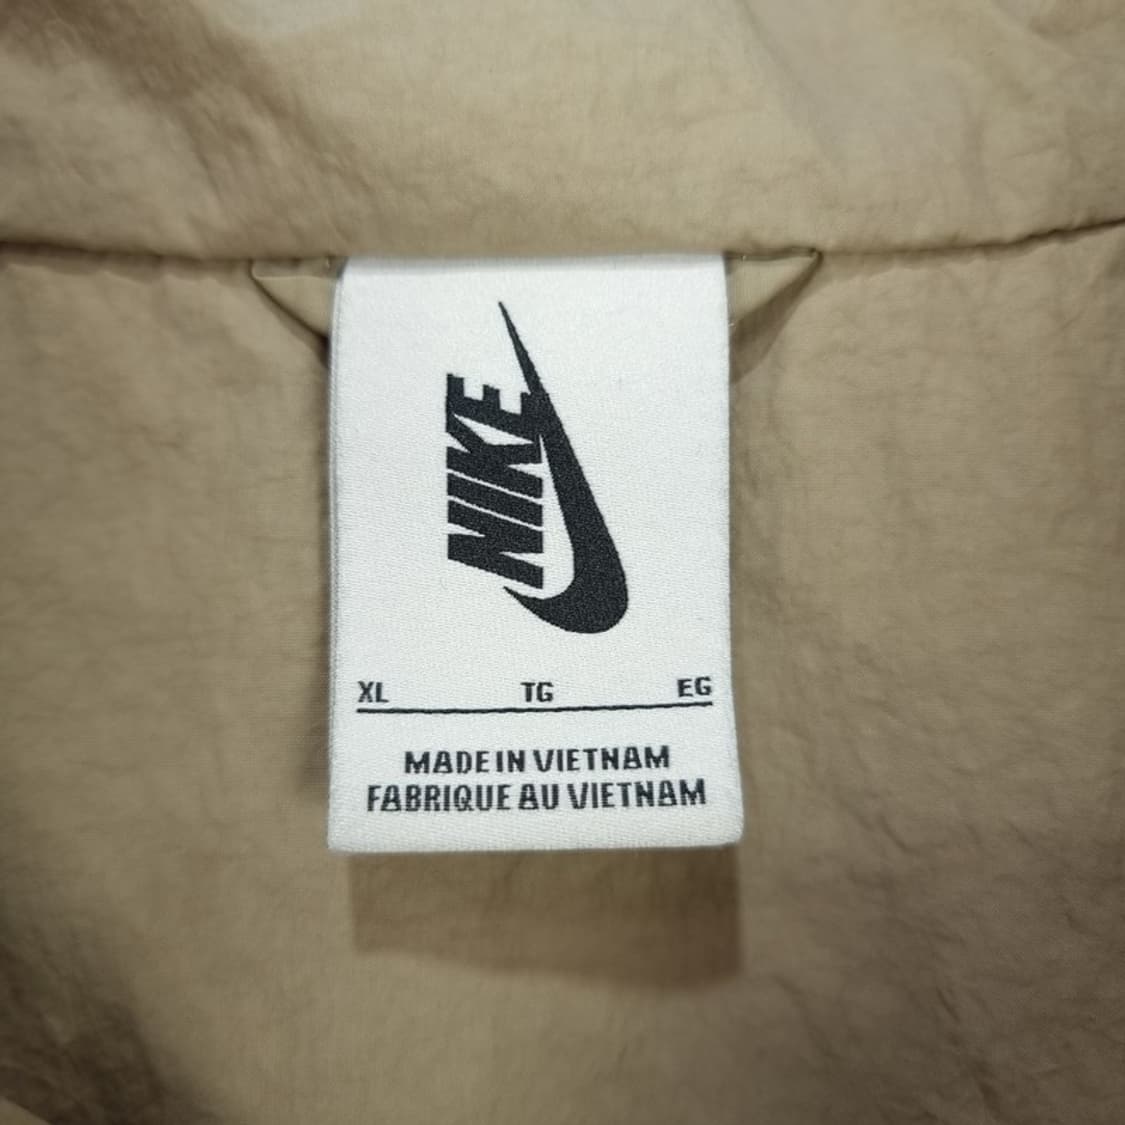 NIKE
XL TG EG
MADE IN VIETNAM
FABRIQUE AU VIETNAM